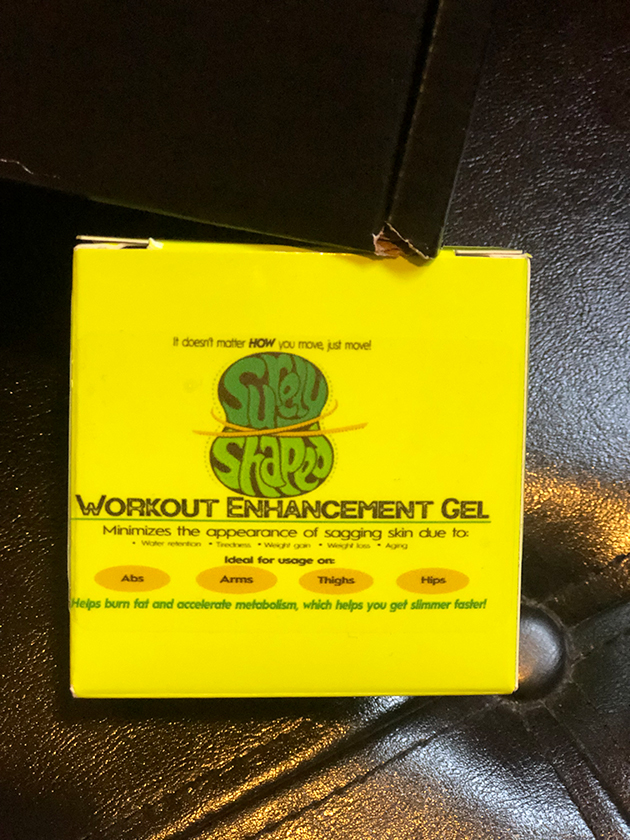 It doesn't matter HOW you move, just move!
Surely
Shaped
WORKOUT ENHANCEMENT GEL
Minimizes the appearance of sagging skin due to:
• Water retention • Tiredness • Weight gain • Weight loss • Aging
Ideal for usage on:
Abs Arms Thighs Hips
Helps burn fat and accelerate metabolism, which helps you get slimmer faster!